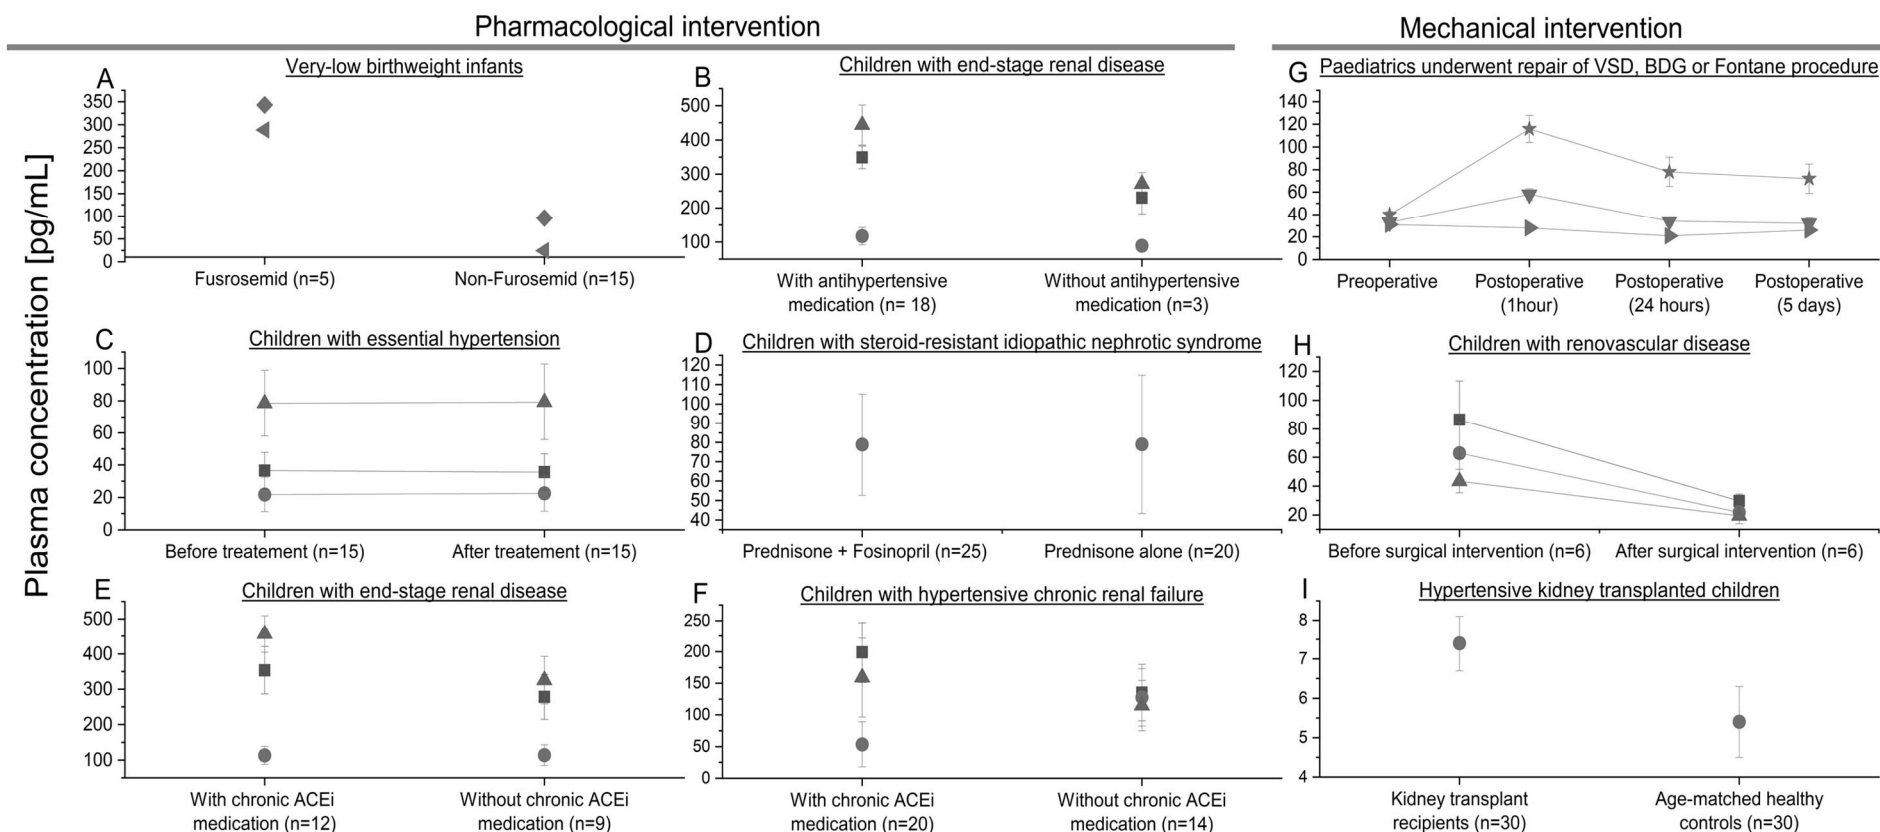 Pharmacological intervention
Mechanical intervention
Plasma concentration [pg/mL]
A
Very-low birthweight infants
350
300
250
200
150
100
50
0
Fusrosemid (n=5)
Non-Furosemid (n=15)
B
Children with end-stage renal disease
500
400
300
200
100
With antihypertensive
medication (n= 18)
Without antihypertensive
medication (n=3)
G
Paediatrics underwent repair of VSD, BDG or Fontane procedure
140
120
100
80
60
40
20
0
Preoperative
Postoperative
(1hour)
Postoperative
(24 hours)
Postoperative
(5 days)
C
Children with essential hypertension
100
80
60
40
20
0
Before treatement (n=15)
After treatement (n=15)
D
Children with steroid-resistant idiopathic nephrotic syndrome
120
110
100
90
80
70
60
50
40
Prednisone + Fosinopril (n=25)
Prednisone alone (n=20)
H
Children with renovascular disease
120
100
80
60
40
20
Before surgical intervention (n=6)
After surgical intervention (n=6)
E
Children with end-stage renal disease
500
400
300
200
100
With chronic ACEi
medication (n=12)
Without chronic ACEi
medication (n=9)
F
Children with hypertensive chronic renal failure
250
200
150
100
50
0
With chronic ACEi
medication (n=20)
Without chronic ACEi
medication (n=14)
I
Hypertensive kidney transplanted children
8
7
6
5
4
Kidney transplant
recipients (n=30)
Age-matched healthy
controls (n=30)